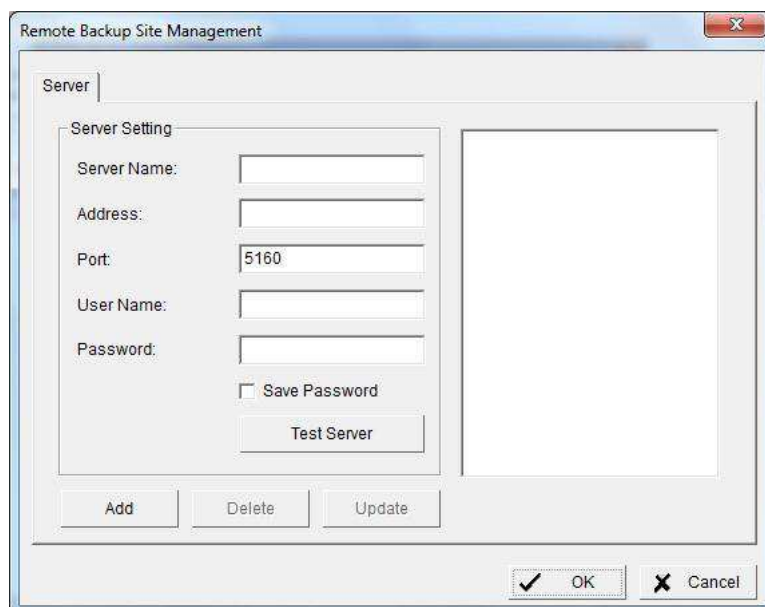 Remote Backup Site Management
Server
Server Setting
Server Name:
Address:
Port: 5160
User Name:
Password:
Save Password
Test Server
Add Delete Update
OK Cancel